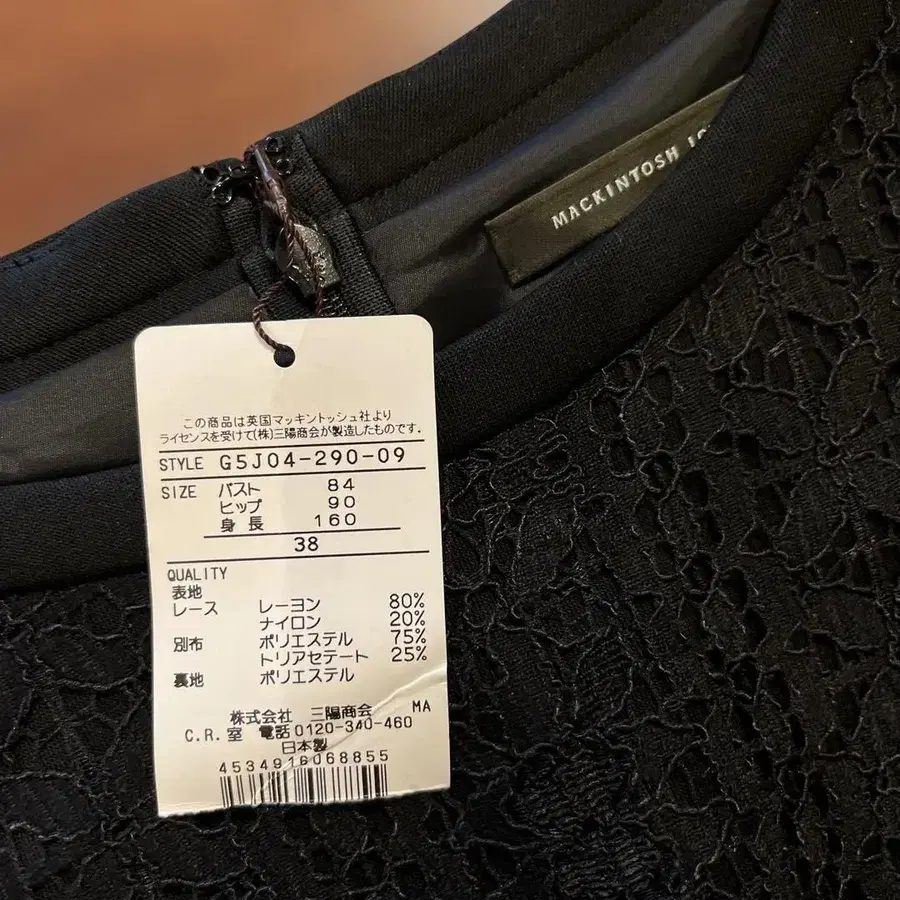 MACKINTOSH
この商品は英国マッキントッシュ社より
ライセンスを受けて(株)三陽商会が製造したものです。
STYLE G5J04-290-09
SIZE バスト 84
ヒップ 90
身長 160
38
QUALITY
表地
レース レーヨン 80%
ナイロン 20%
別布 ポリエステル 75%
トリアセテート 25%
裏地 ポリエステル
株式会社 三陽商会 MA
C.R.室 電話0120-340-460
日本製
4534916068855